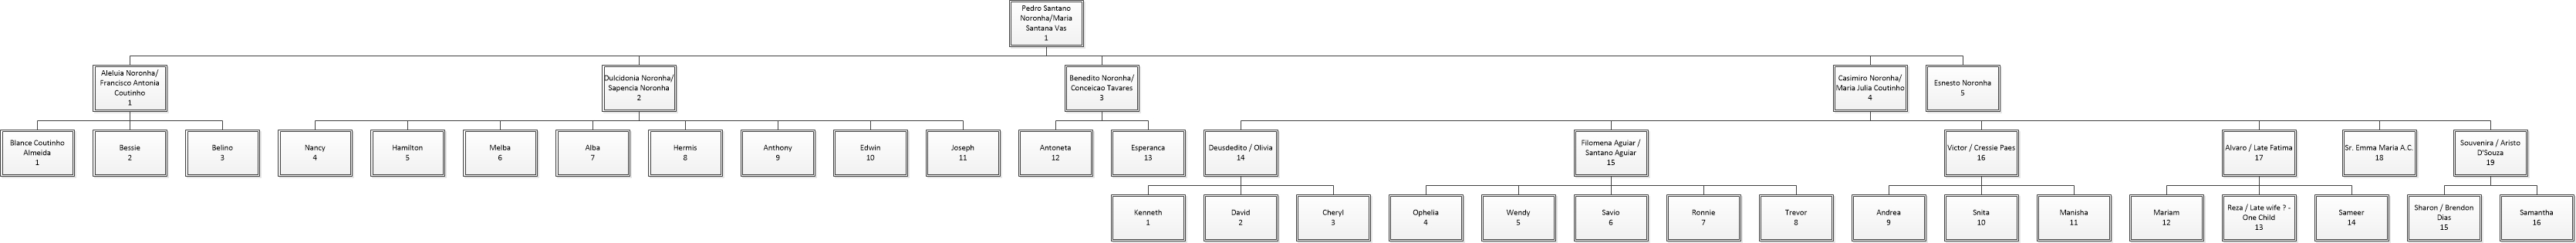 Pedro Santano
Noronha/Maria
Santana Vas
1
Aleluia Noronha/
Francisco Antonia
Coutinho
1
Dulcidonia Noronha/
Sapencia Noronha
2
Benedito Noronha/
Conceicao Tavares
3
Casimiro Noronha/
Maria Julia Coutinho
4
Esnesto Noronha
5
Blance Coutinho
Almeida
1
Bessie
2
Belino
3
Nancy
4
Hamilton
5
Melba
6
Alba
7
Hermis
8
Anthony
9
Edwin
10
Joseph
11
Antoneta
12
Esperanca
13
Deusdedito / Olivia
14
Filomena Aguiar /
Santano Aguiar
15
Victor / Cressie Paes
16
Alvaro / Late Fatima
17
Sr. Emma Maria A.C.
18
Souvenira / Aristo
D'Souza
19
Kenneth
1
David
2
Cheryl
3
Ophelia
4
Wendy
5
Savio
6
Ronnie
7
Trevor
8
Andrea
9
Snita
10
Manisha
11
Mariam
12
Reza / Late wife ? -
One Child
13
Sameer
14
Sharon / Brendon
Dias
15
Samantha
16